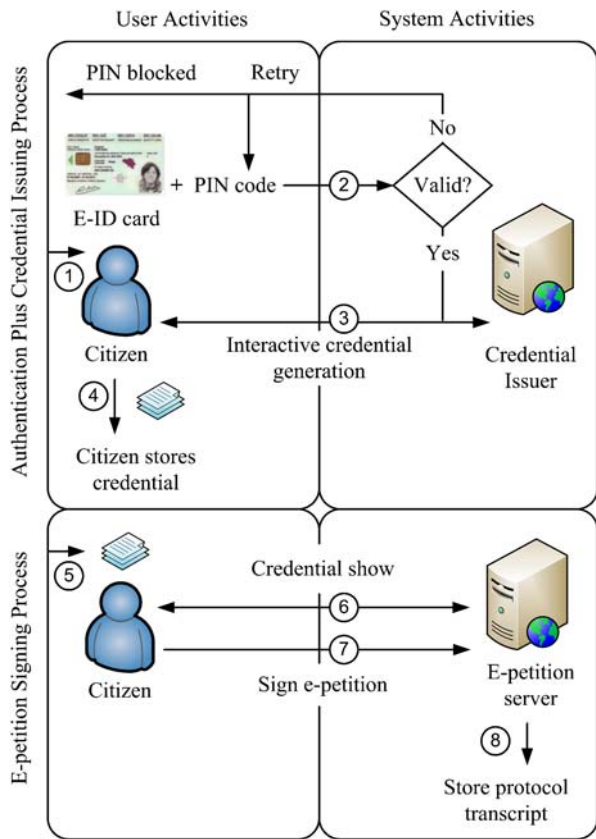 User Activities
System Activities
Authentication Plus Credential Issuing Process
PIN blocked
Retry
No
E-ID card
+
PIN code
2
Valid?
Yes
1
Citizen
3
Interactive credential
generation
Credential
Issuer
4
Citizen stores
credential
E-petition Signing Process
5
Citizen
Credential show
6
7
Sign e-petition
E-petition
server
8
Store protocol
transcript